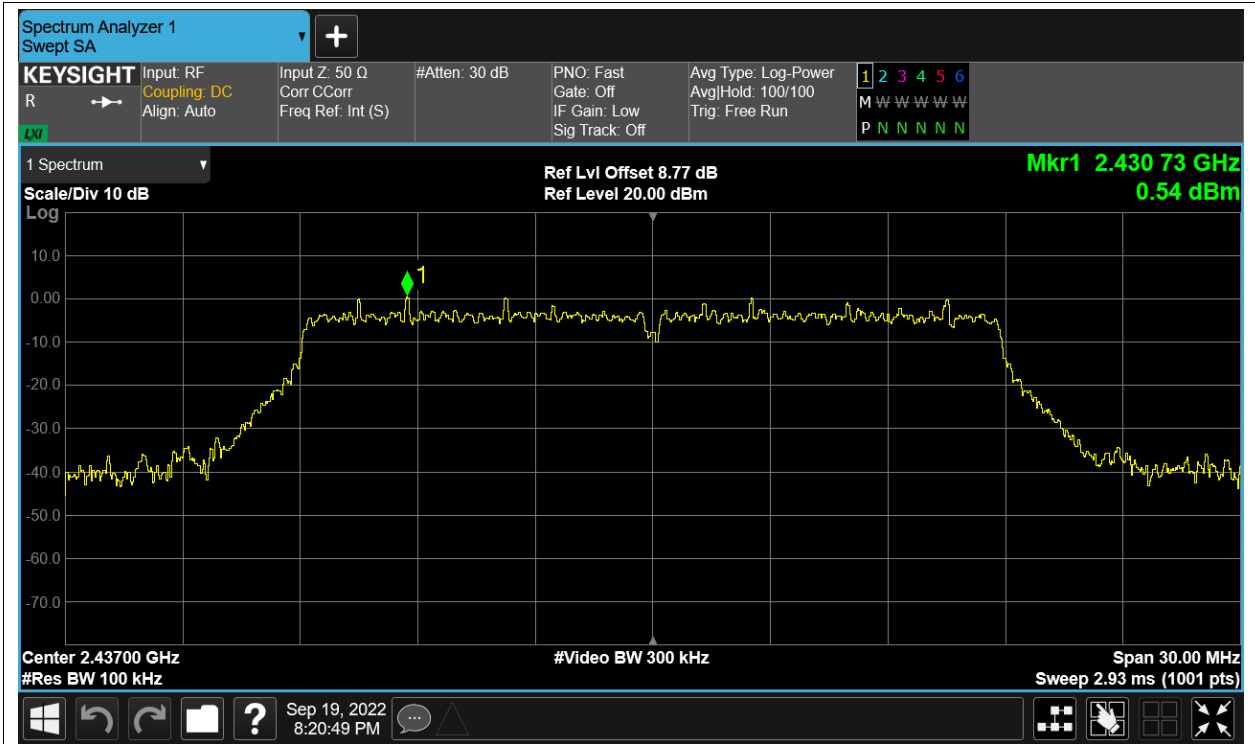 Spectrum Analyzer 1
Swept SA
+
KEYSIGHT
R
LXI
Input: RF
Coupling: DC
Align: Auto
Input Z: 50 Ω
Corr CCorr
Freq Ref: Int (S)
#Atten: 30 dB
PNO: Fast
Gate: Off
IF Gain: Low
Sig Track: Off
Avg Type: Log-Power
Avg|Hold: 100/100
Trig: Free Run
1 2 3 4 5 6
M W W W W W
P N N N N N
1 Spectrum
Scale/Div 10 dB
Ref Lvl Offset 8.77 dB
Ref Level 20.00 dBm
Mkr1 2.430 73 GHz
0.54 dBm
Log
1
10.0
0.00
-10.0
-20.0
-30.0
-40.0
-50.0
-60.0
-70.0
Center 2.43700 GHz
#Res BW 100 kHz
#Video BW 300 kHz
Span 30.00 MHz
Sweep 2.93 ms (1001 pts)
?
Sep 19, 2022
8:20:49 PM